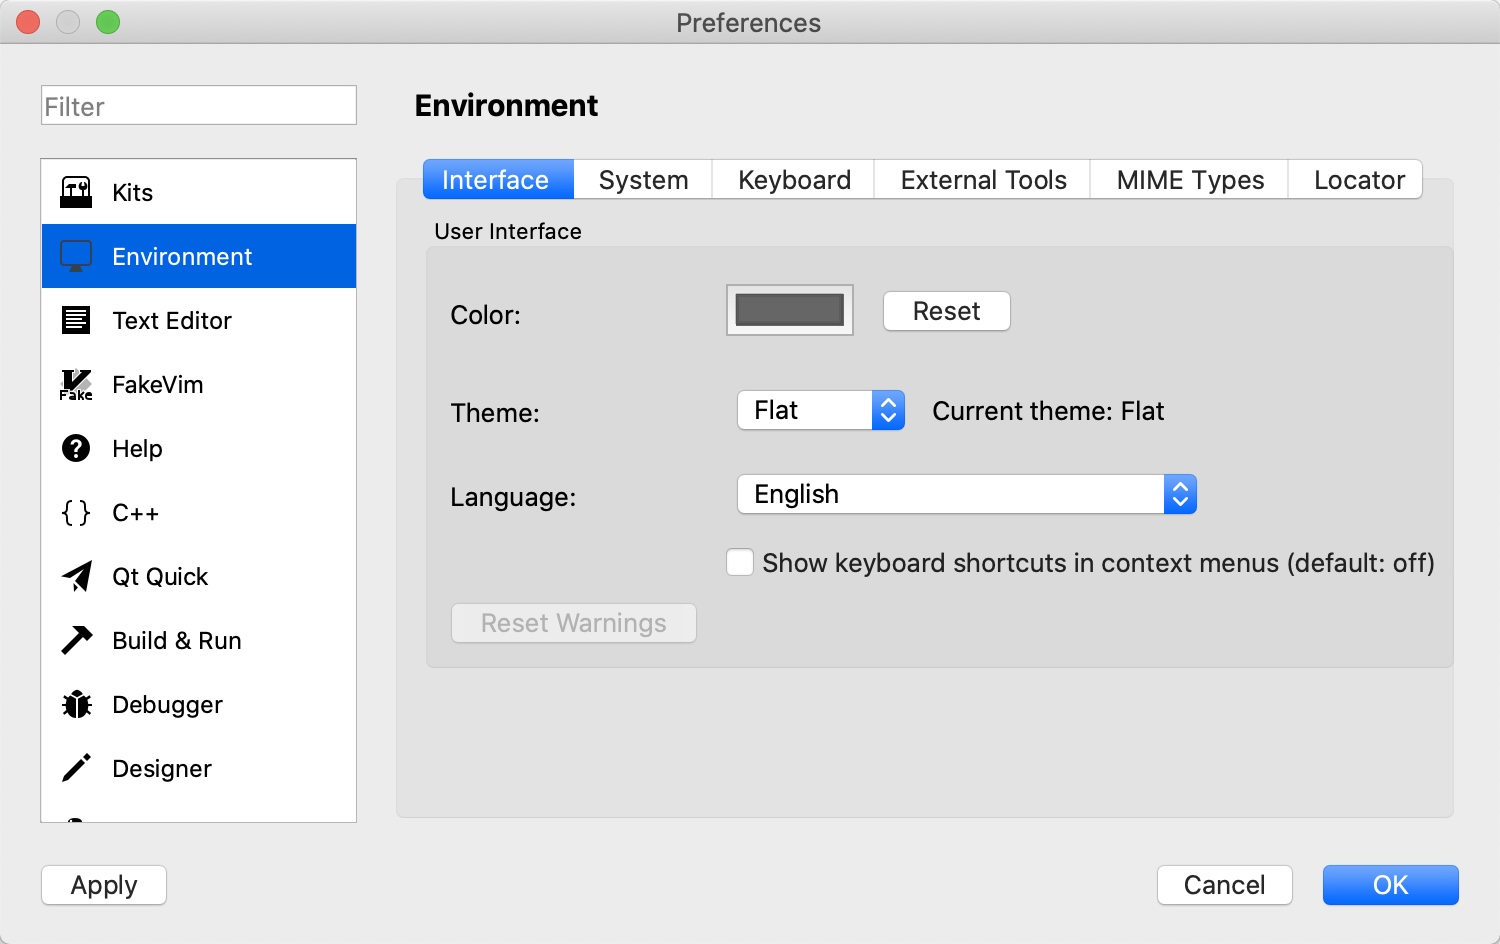 Preferences
Filter
Kits
Environment
Text Editor
Fake
FakeVim
Help
C++
Qt Quick
Build & Run
Debugger
Designer
Environment
Interface System Keyboard External Tools MIME Types Locator
User Interface
Color: Reset
Theme: Flat Current theme: Flat
Language: English
Show keyboard shortcuts in context menus (default: off)
Reset Warnings
Apply Cancel OK